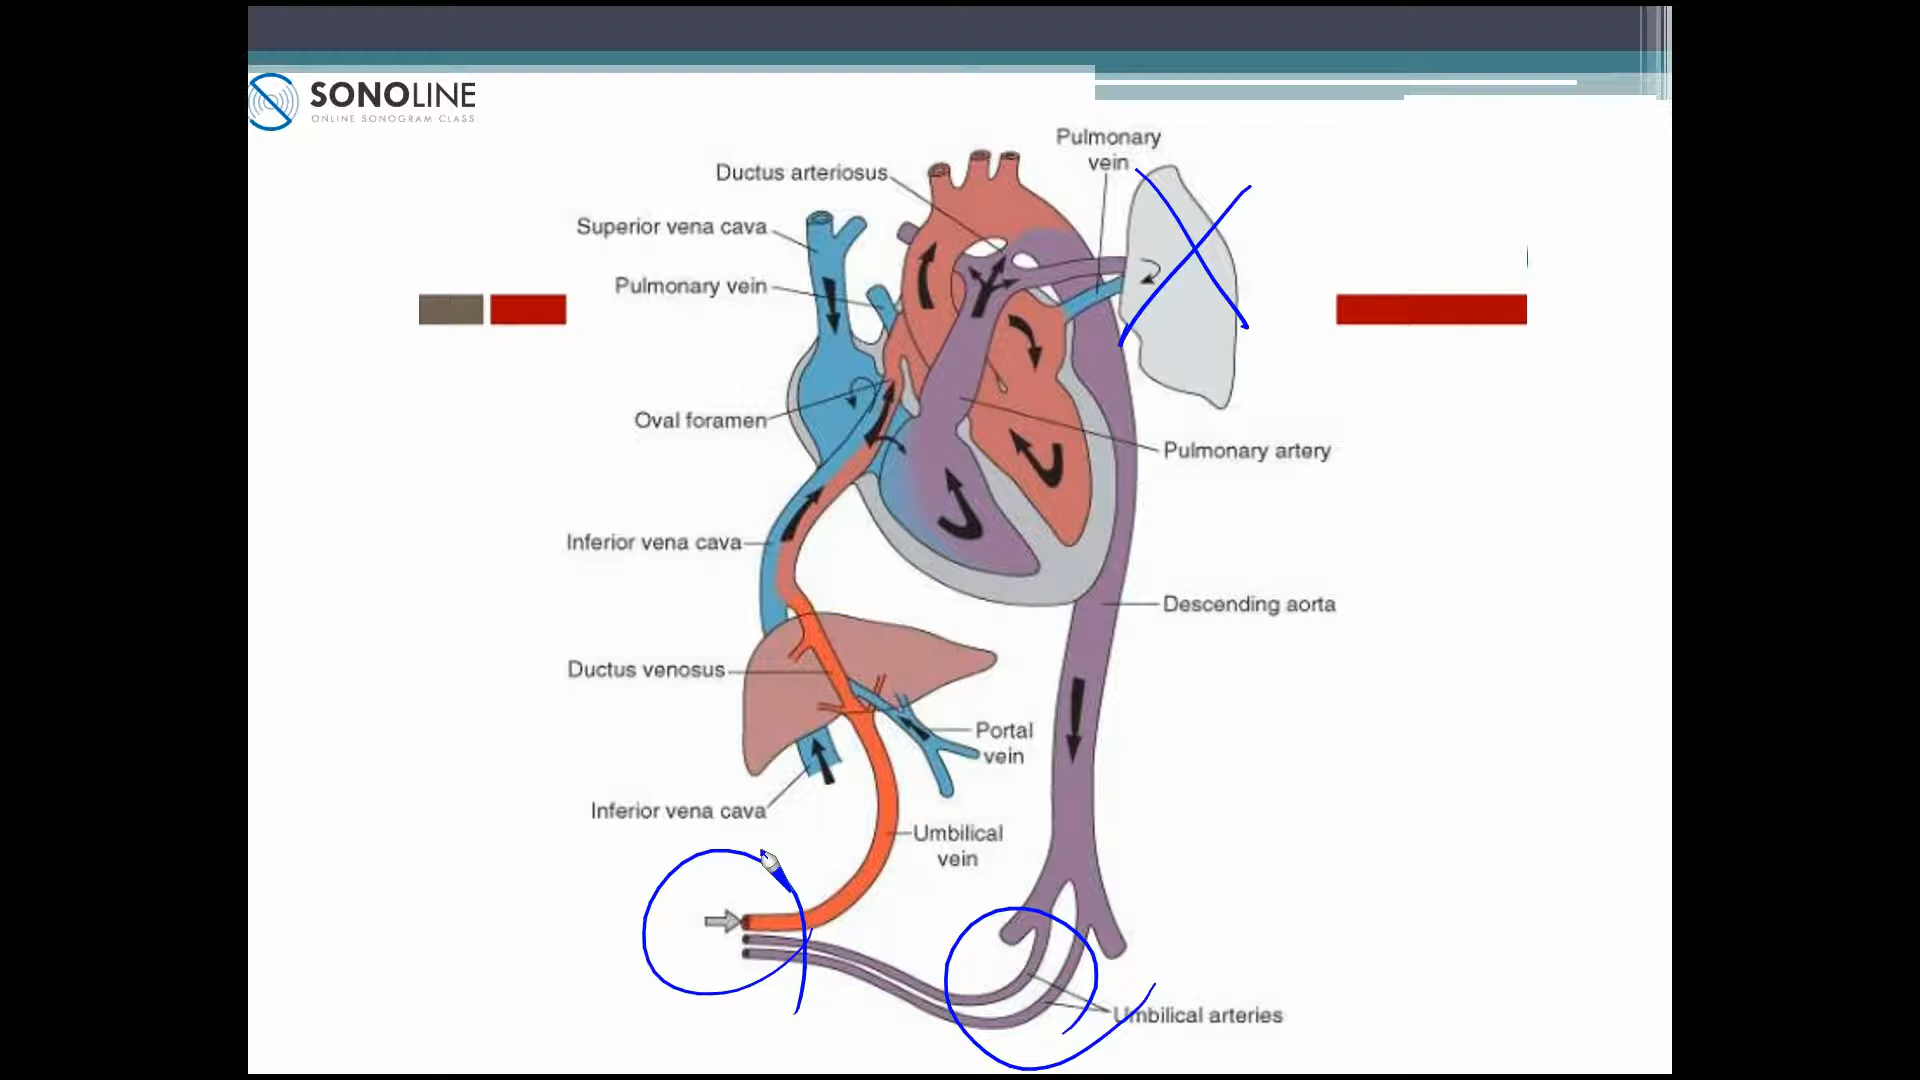 SONOLINE
ONLINE SONOGRAM CLASS
Pulmonary
vein
Ductus arteriosus
Superior vena cava
Pulmonary vein
Oval foramen
Pulmonary artery
Inferior vena cava
Descending aorta
Ductus venosus
Portal
vein
Inferior vena cava
Umbilical
vein
Umbilical arteries